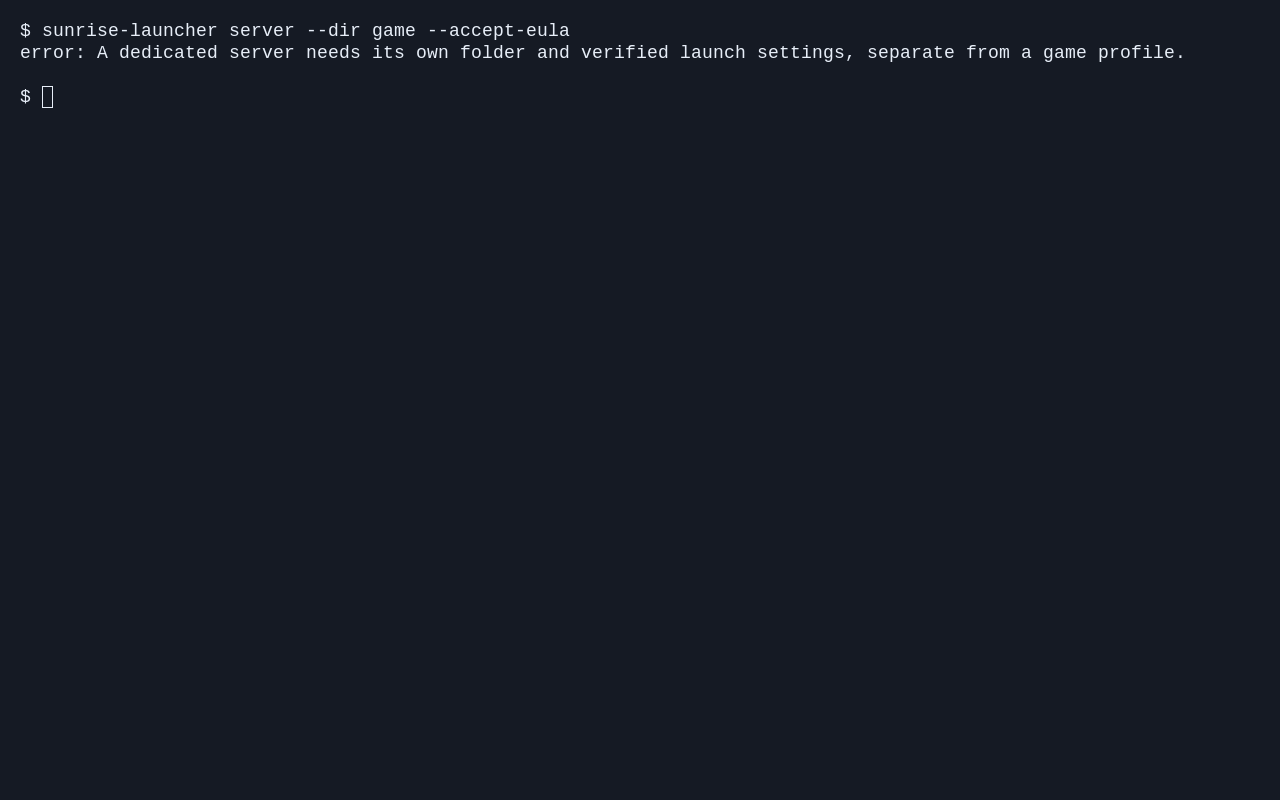 $ sunrise-launcher server --dir game --accept-eula
error: A dedicated server needs its own folder and verified launch settings, separate from a game profile.
$